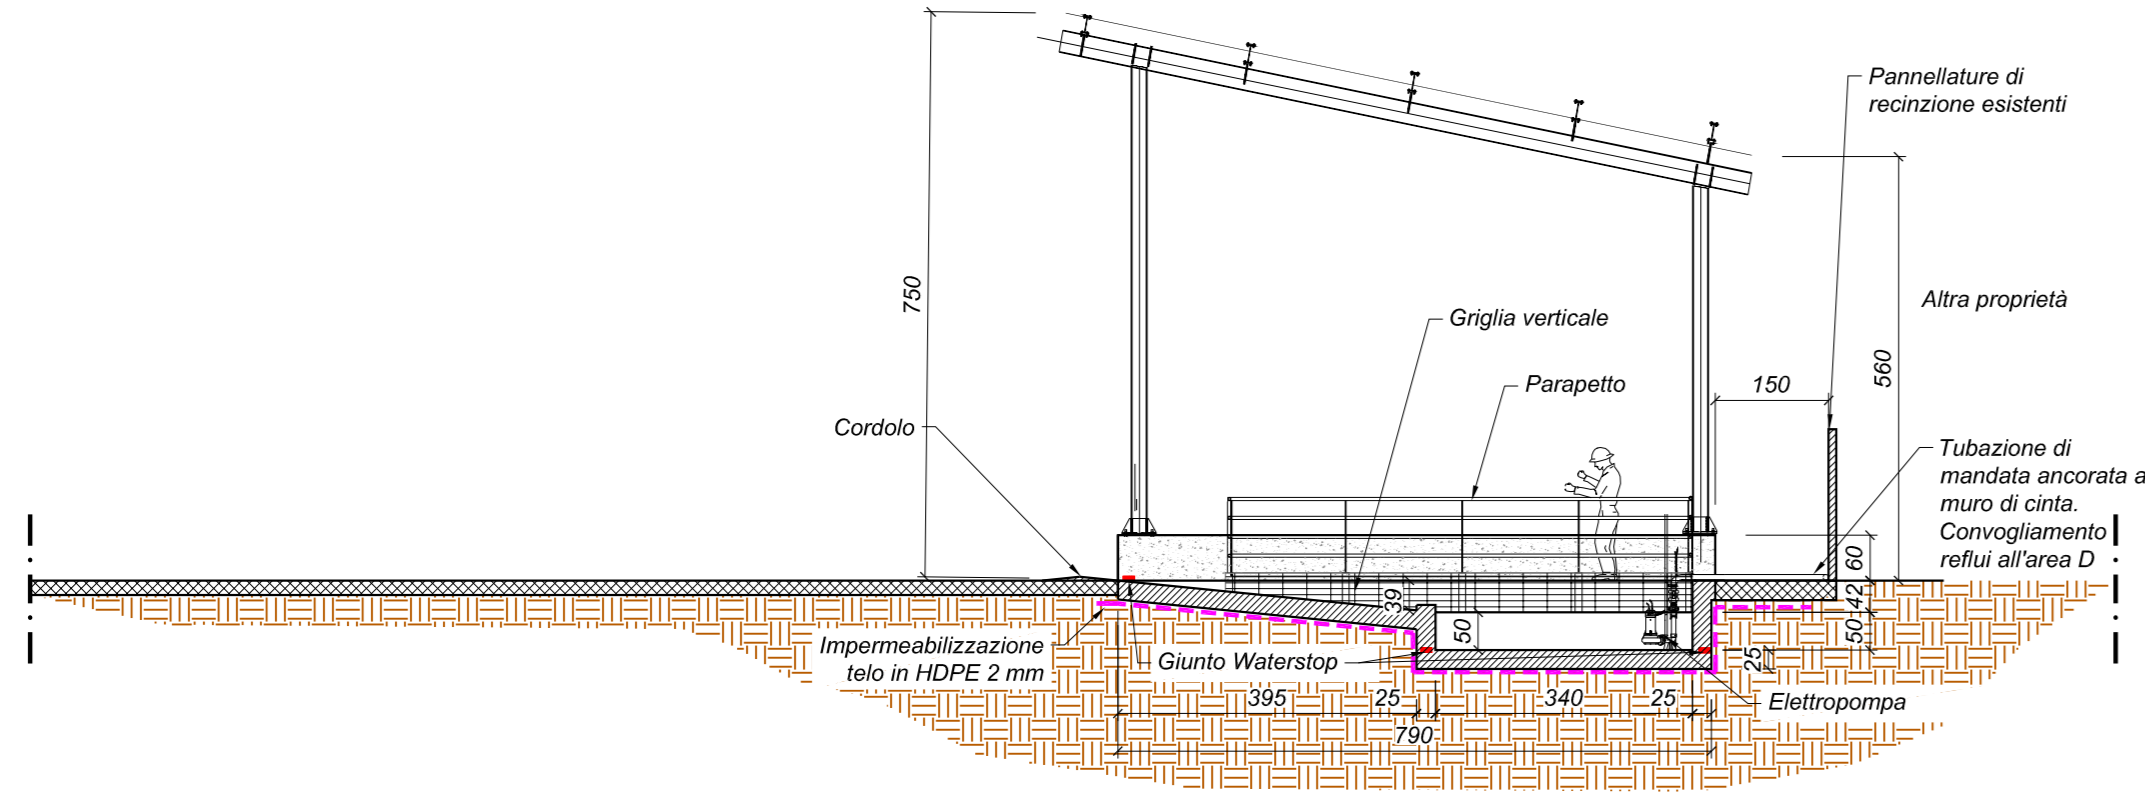 Pannellature di
recinzione esistenti
750
Altra proprietà
Griglia verticale
560
Parapetto
150
Cordolo
Tubazione di
mandata ancorata a
muro di cinta.
Convogliamento
reflui all'area D
60
42
50
25
39
50
Impermeabilizzazione
telo in HDPE 2 mm
Giunto Waterstop
Elettropompa
395
25
340
25
790